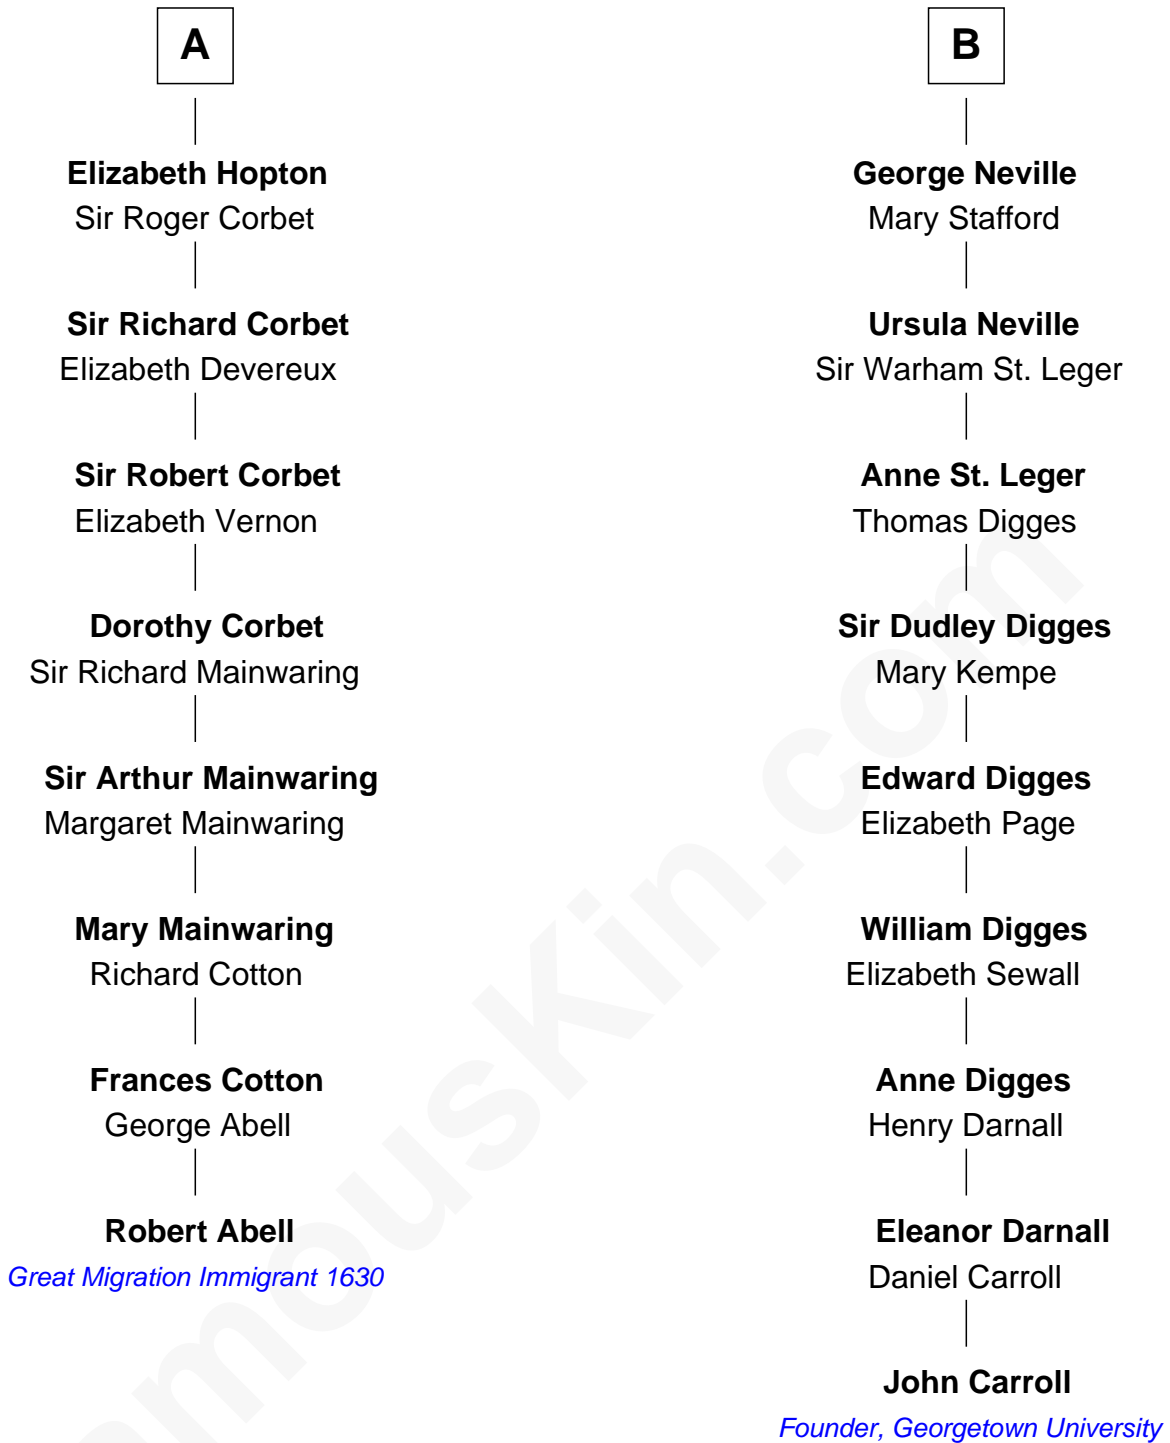 A
Elizabeth Hopton
Sir Roger Corbet
Sir Richard Corbet
Elizabeth Devereux
Sir Robert Corbet
Elizabeth Vernon
Dorothy Corbet
Sir Richard Mainwaring
Sir Arthur Mainwaring
Margaret Mainwaring
Mary Mainwaring
Richard Cotton
Frances Cotton
George Abell
Robert Abell
Great Migration Immigrant 1630
B
George Neville
Mary Stafford
Ursula Neville
Sir Warham St. Leger
Anne St. Leger
Thomas Digges
Sir Dudley Digges
Mary Kempe
Edward Digges
Elizabeth Page
William Digges
Elizabeth Sewall
Anne Digges
Henry Darnall
Eleanor Darnall
Daniel Carroll
John Carroll
Founder, Georgetown University
amouskin.com